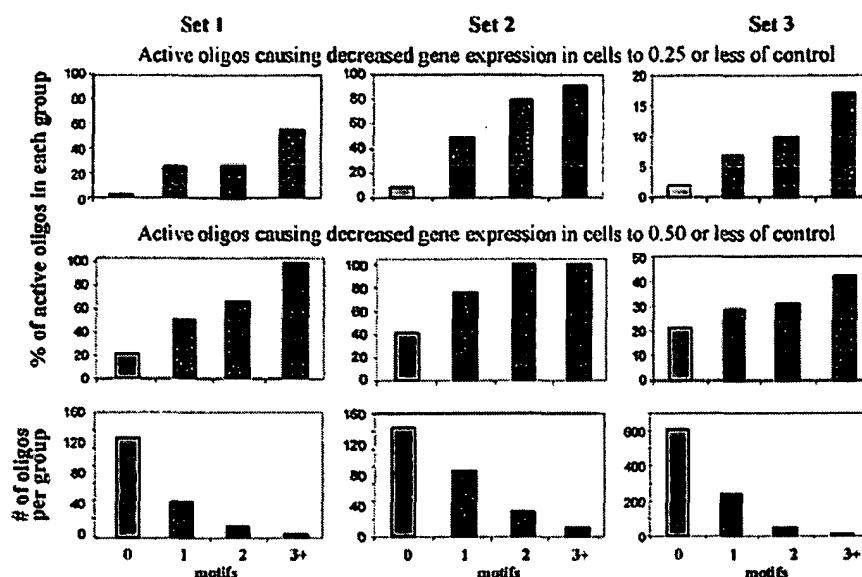 Set 1 Set 2 Set 3
Active oligos causing decreased gene expression in cells to 0.25 or less of control
% of active oligos in each group
100 80 60 40 20 0
100 80 60 40 20 0
20 15 10 5 0
Active oligos causing decreased gene expression in cells to 0.50 or less of control
100 80 60 40 20 0
100 80 60 40 20 0
50 40 30 20 10 0
# of oligos per group
160 120 80 40 0
160 120 80 40 0
600 400 200 0
0 1 2 3+ 0 1 2 3+ 0 1 2 3+
motifs motifs motifs